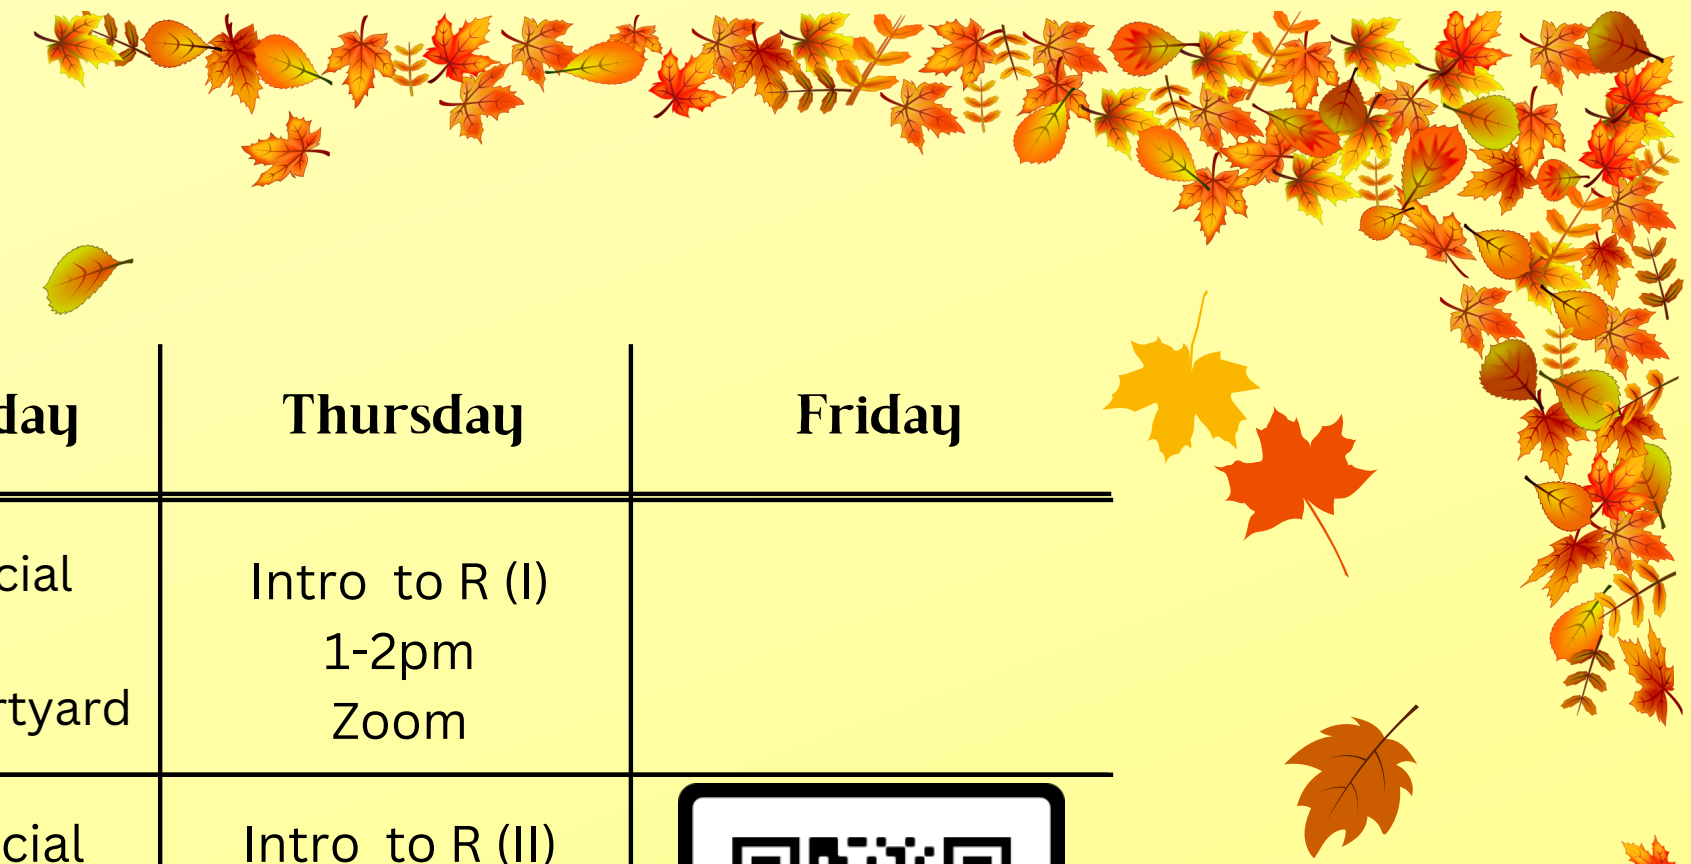 day Thursday Friday
cial
rtyard
Intro to R (I)
1-2pm
Zoom
cial
Intro to R (II)